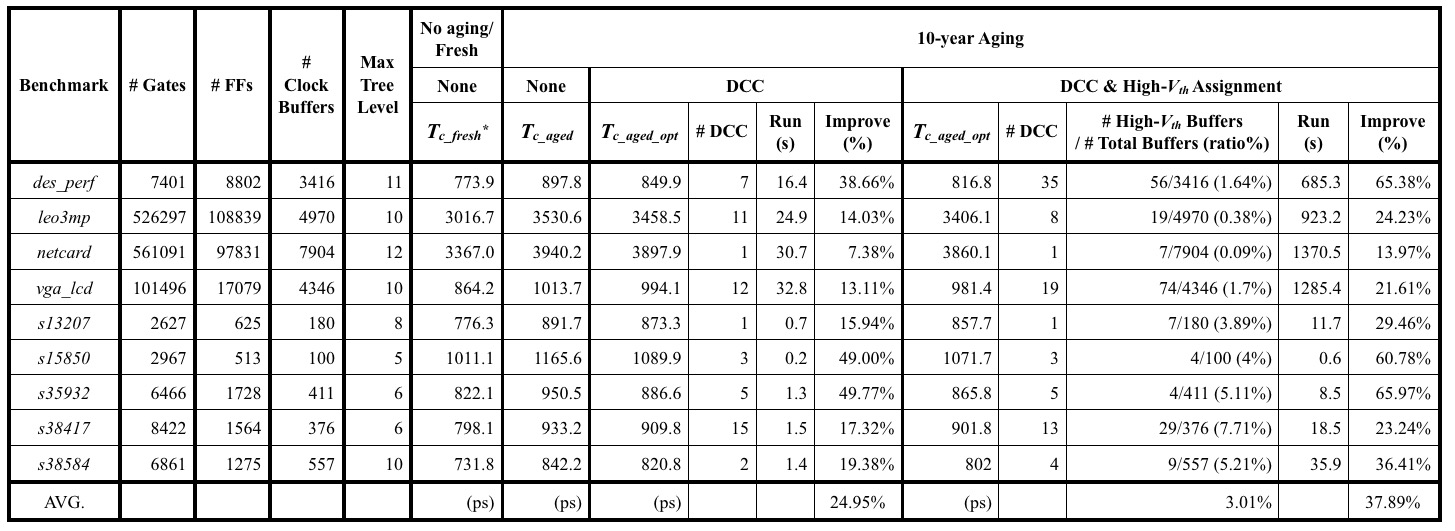 Benchmark # Gates # FFs # Clock Buffers Max Tree Level No aging/ Fresh 10-year Aging
None None DCC DCC & High-Vth Assignment
Tc_fresh* Tc_aged Tc_aged_opt # DCC Run (s) Improve (%) Tc_aged_opt # DCC # High-Vth Buffers / # Total Buffers (ratio%) Run (s) Improve (%)
des_perf 7401 8802 3416 11 773.9 897.8 849.9 7 16.4 38.66% 816.8 35 56/3416 (1.64%) 685.3 65.38%
leo3mp 526297 108839 4970 10 3016.7 3530.6 3458.5 11 24.9 14.03% 3406.1 8 19/4970 (0.38%) 923.2 24.23%
netcard 561091 97831 7904 12 3367.0 3940.2 3897.9 1 30.7 7.38% 3860.1 1 7/7904 (0.09%) 1370.5 13.97%
vga_lcd 101496 17079 4346 10 864.2 1013.7 994.1 12 32.8 13.11% 981.4 19 74/4346 (1.7%) 1285.4 21.61%
s13207 2627 625 180 8 776.3 891.7 873.3 1 0.7 15.94% 857.7 1 7/180 (3.89%) 11.7 29.46%
s15850 2967 513 100 5 1011.1 1165.6 1089.9 3 0.2 49.00% 1071.7 3 4/100 (4%) 0.6 60.78%
s35932 6466 1728 411 6 822.1 950.5 886.6 5 1.3 49.77% 865.8 5 4/411 (5.11%) 8.5 65.97%
s38417 8422 1564 376 6 798.1 933.2 909.8 15 1.5 17.32% 901.8 13 29/376 (7.71%) 18.5 23.24%
s38584 6861 1275 557 10 731.8 842.2 820.8 2 1.4 19.38% 802 4 9/557 (5.21%) 35.9 36.41%
AVG. (ps) (ps) (ps) 24.95% (ps) 3.01% 37.89%